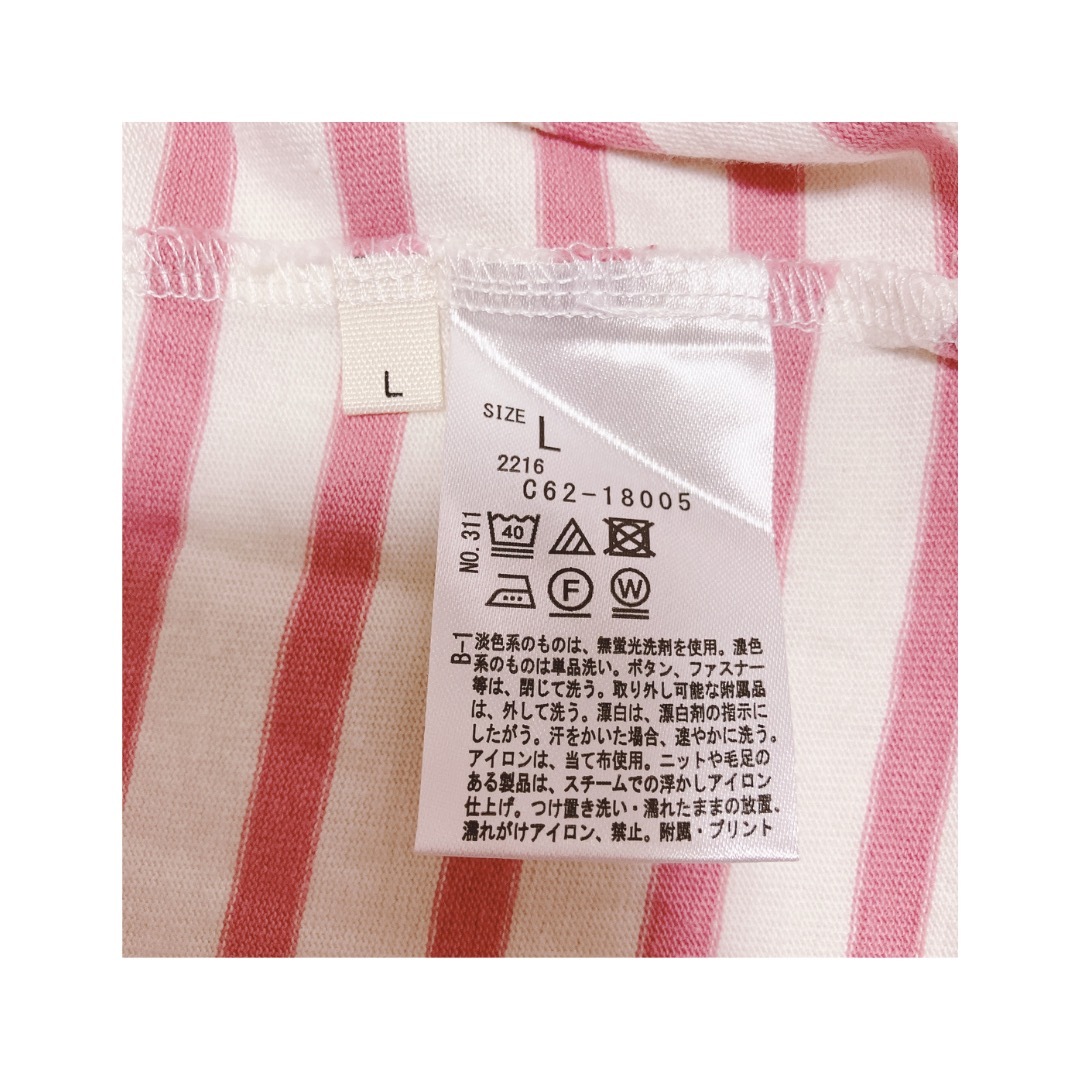 L
SIZE L
2216
C62-18005
NO.311
40
F W
B-1
淡色系のものは、無蛍光洗剤を使用。濃色
系のものは単品洗い。ボタン、ファスナー
等は、閉じて洗う。取り外し可能な附属品
は、外して洗う。漂白は、漂白剤の指示に
したがう。汗をかいた場合、速やかに洗う。
アイロンは、当て布使用。ニットや毛足の
ある製品は、スチームでの浮かしアイロン
仕上げ。つけ置き洗い・濡れたままの放置、
濡れがけアイロン、禁止。附属・プリント